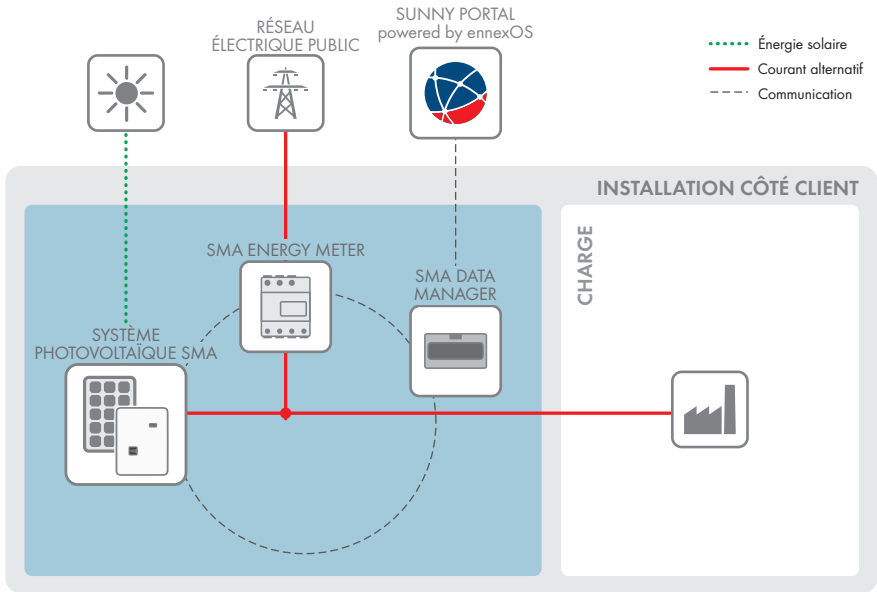 RÉSEAU
ÉLECTRIQUE PUBLIC
SUNNY PORTAL
powered by ennexOS
Énergie solaire
Courant alternatif
Communication
INSTALLATION CÔTÉ CLIENT
SMA ENERGY METER
SMA DATA
MANAGER
CHARGE
SYSTÈME
PHOTOVOLTAÏQUE SMA